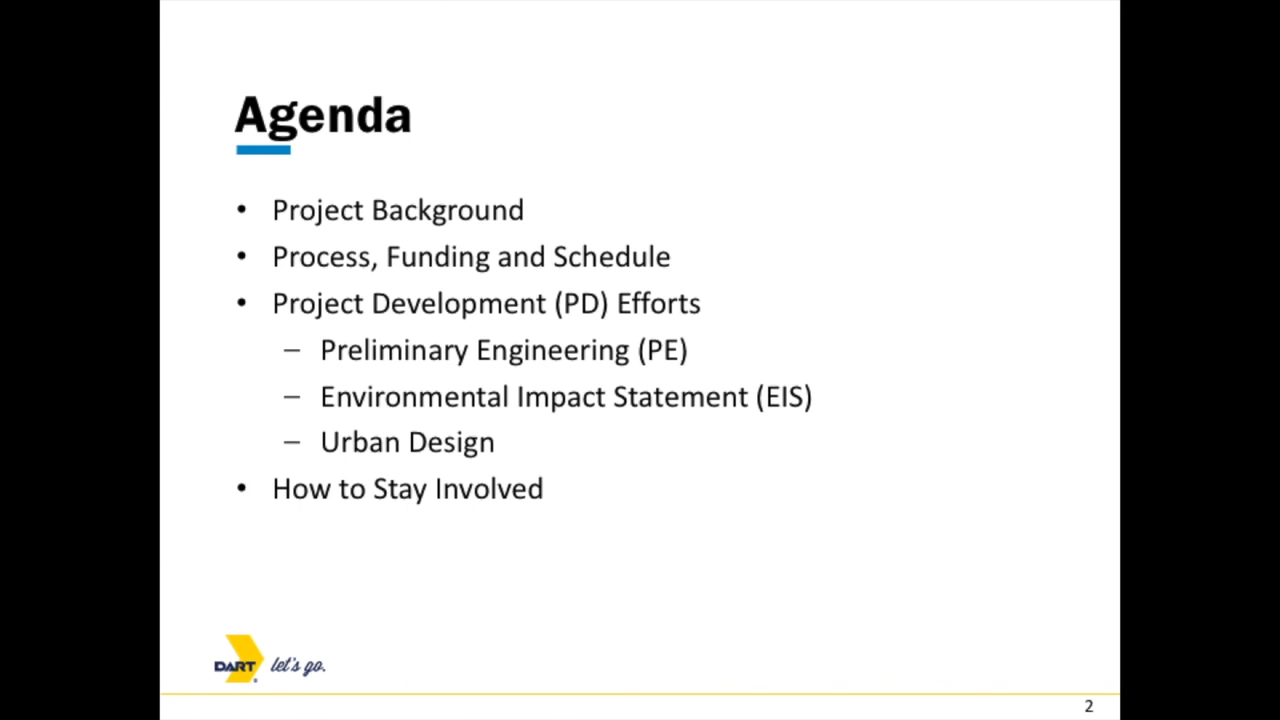 Agenda
• Project Background
• Process, Funding and Schedule
• Project Development (PD) Efforts
– Preliminary Engineering (PE)
– Environmental Impact Statement (EIS)
– Urban Design
• How to Stay Involved
DART let's go.
2